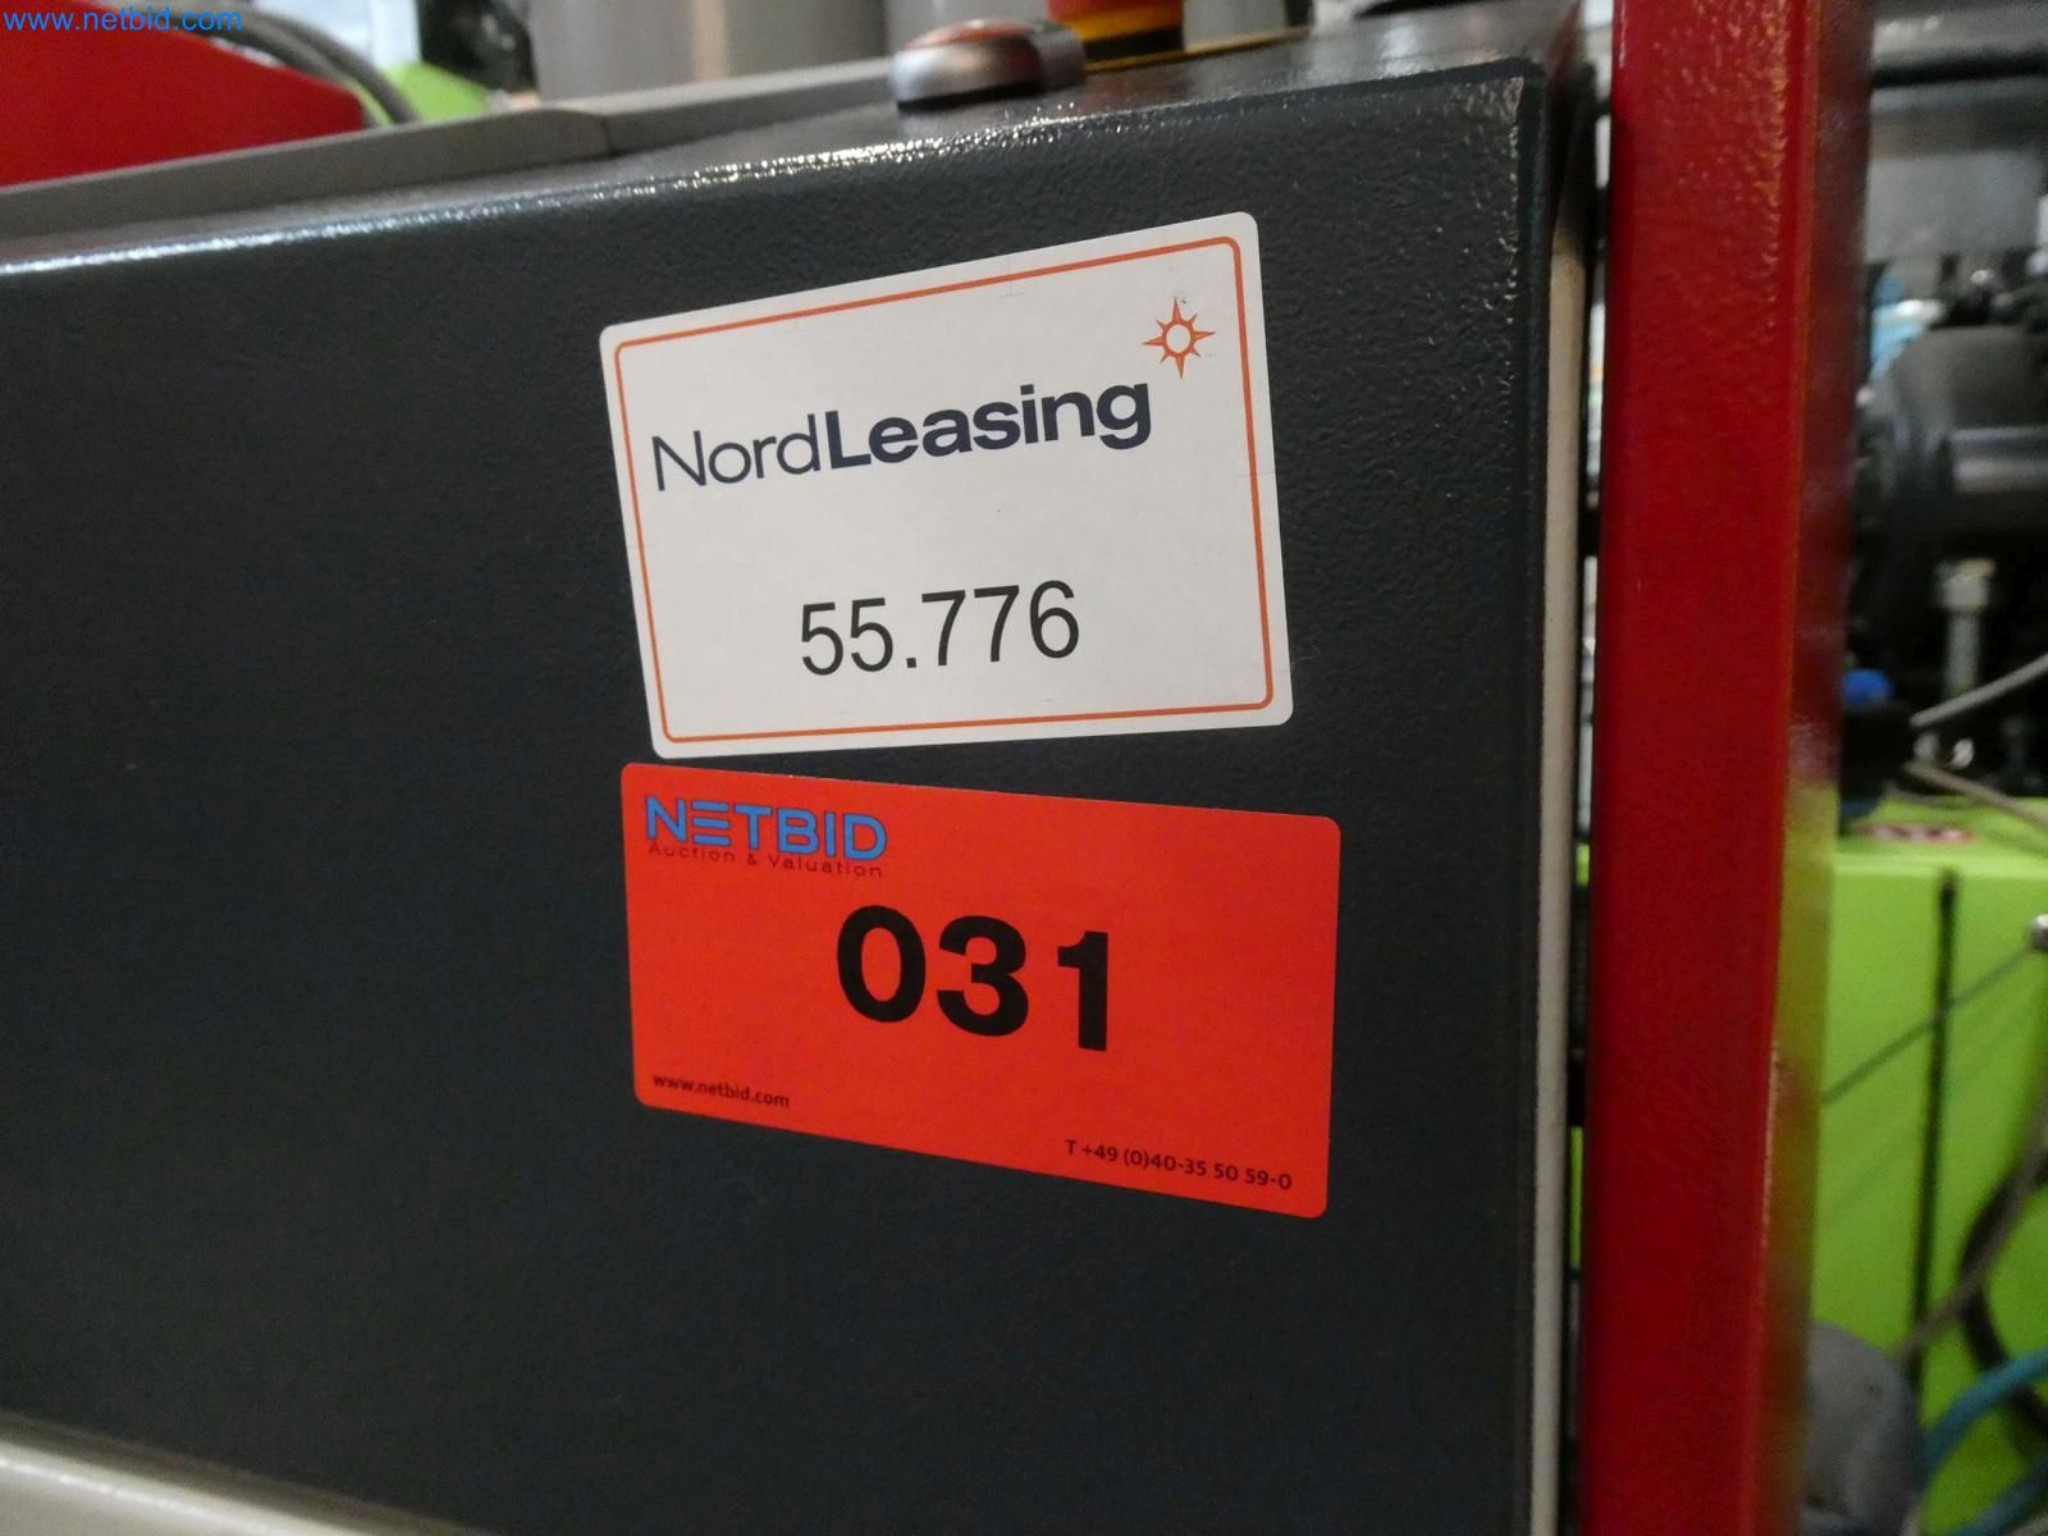 www.netbid.com
NordLeasing
55.776
NETBID
Auction & Valuation
031
www.netbid.com
T +49 (0)40-35 50 59-0